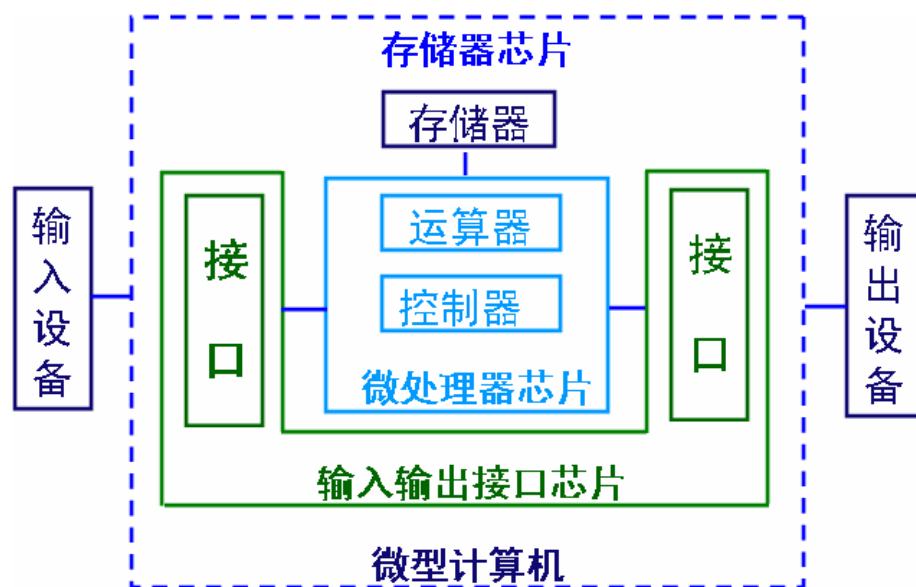 存储器芯片
存储器
输入设备
接口
运算器
控制器
微处理器芯片
接口
输出设备
输入输出接口芯片
微型计算机